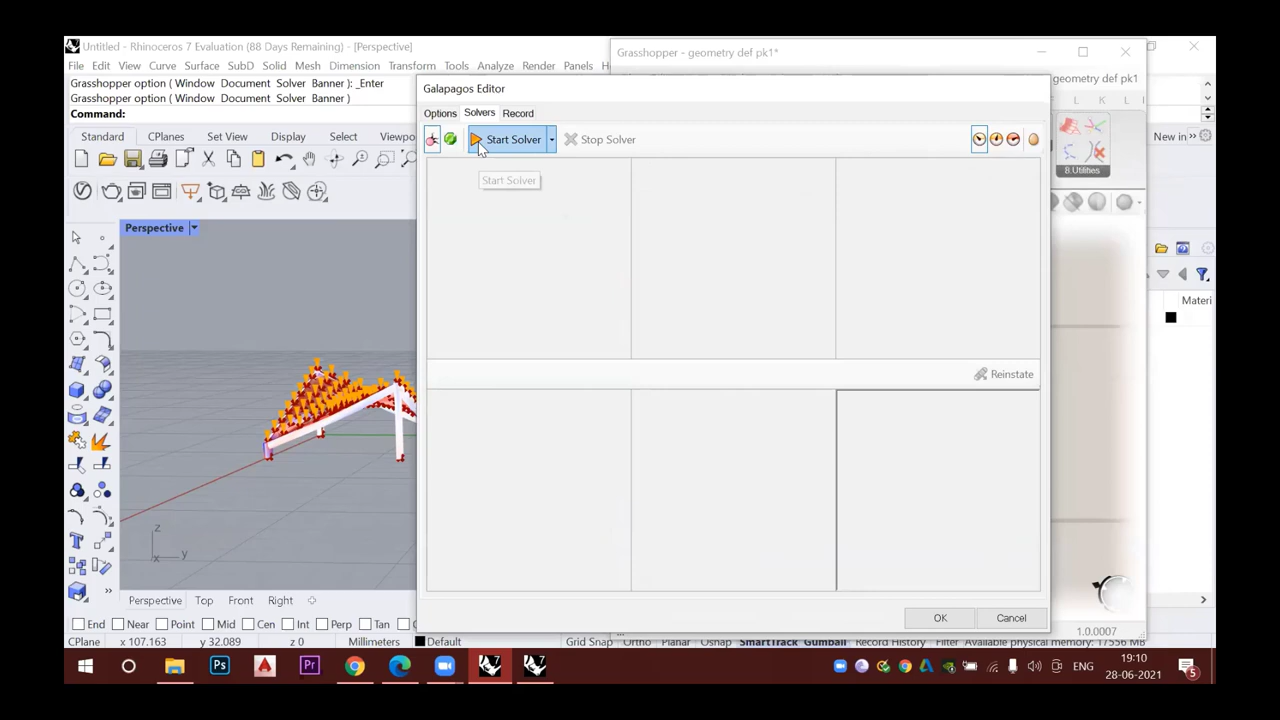 Untitled - Rhinoceros 7 Evaluation (88 Days Remaining) - [Perspective]
Grasshopper - geometry def pk1*
File Edit View Curve Surface SubD Solid Mesh Dimension Transform Tools Analyze Render Panels
geometry def pk1
Grasshopper option ( Window Document Solver Banner ): _Enter
Grasshopper option ( Window Document Solver Banner )
Command:
Galapagos Editor
Options Solvers Record
L K L
Standard CPlanes Set View Display Select Viewpo
New in
Start Solver Stop Solver
8.Utilities
Start Solver
Perspective
Materi
Reinstate
z
x y
Perspective Top Front Right
OK Cancel
End Near Point Mid Cen Int Perp Tan
1.0.0007
CPlane x 107.163 y 32.089 z 0 Millimeters Default Grid Snap Ortho Planar Osnap SmartTrack Gumball Record History Filter Available physical memory: 17556 MB
Ps Pr 7 7
ENG
19:10
28-06-2021
5